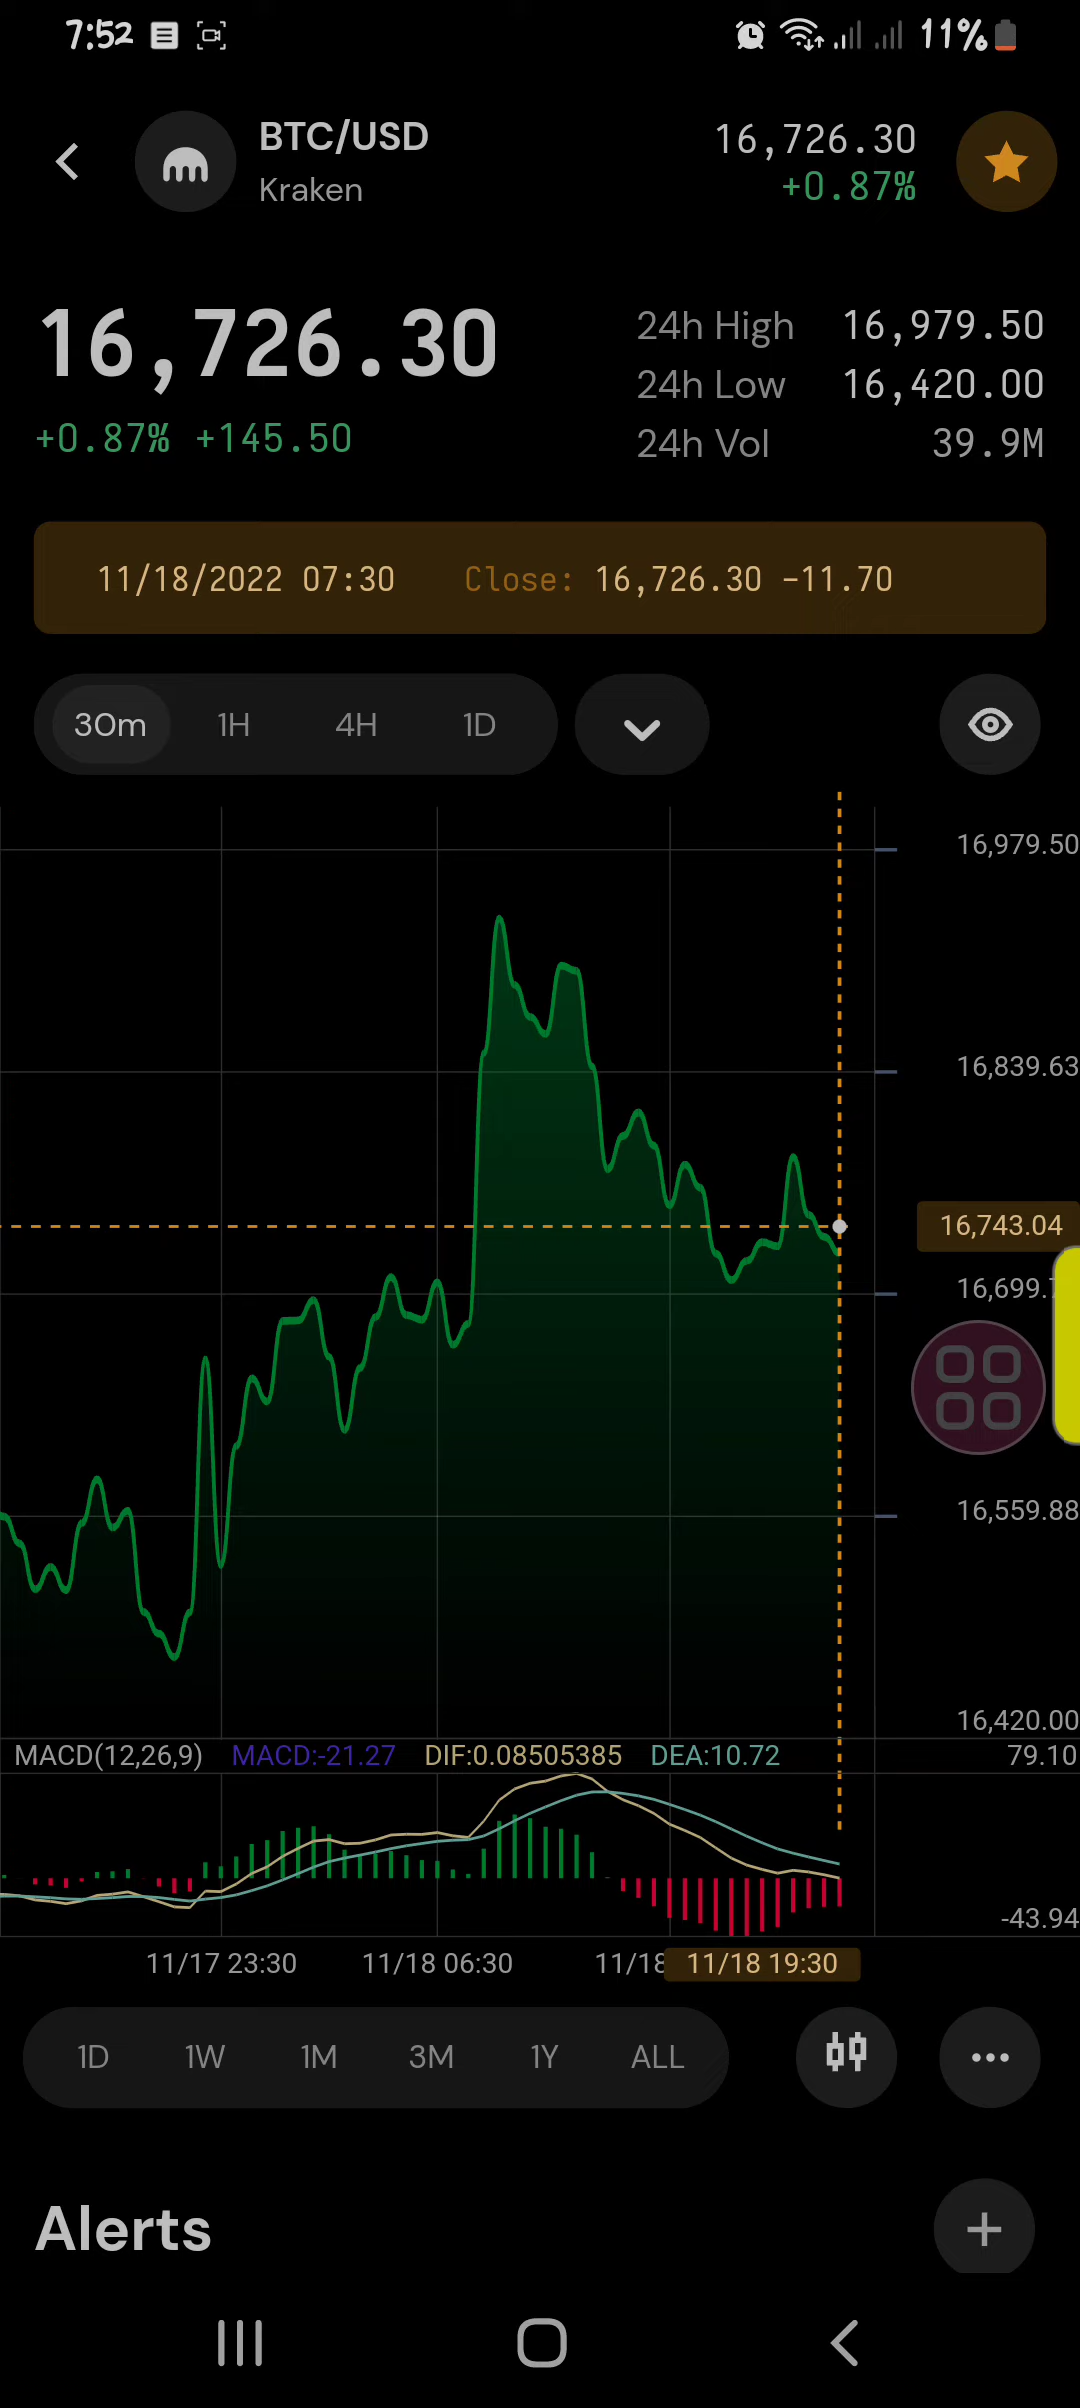 7:52 11%
BTC/USD 16,726.30
Kraken +0.87%
16,726.30
+0.87% +145.50
24h High 16,979.50
24h Low 16,420.00
24h Vol 39.9M
11/18/2022 07:30 Close: 16,726.30 -11.70
30m 1H 4H 1D
16,979.50
16,839.63
16,743.04
16,699.
16,559.88
16,420.00
MACD(12,26,9) MACD:-21.27 DIF:0.08505385 DEA:10.72 79.10
-43.94
11/17 23:30 11/18 06:30 11/18 11/18 19:30
1D 1W 1M 3M 1Y ALL
Alerts